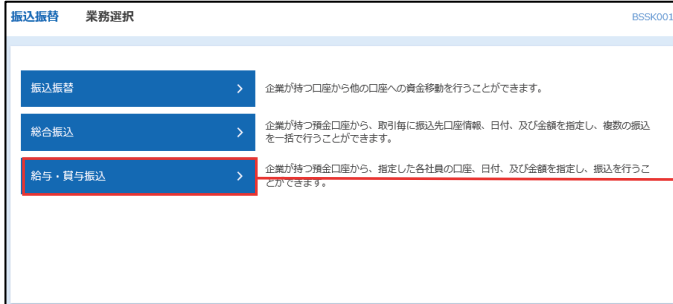 振込振替 業務選択 BSSK001
振込振替 企業が持つ口座から他の口座への資金移動を行うことができます。
総合振込 企業が持つ預金口座から、取引毎に振込先口座情報、日付、及び金額を指定し、複数の振込
を一括で行うことができます。
給与・賞与振込 企業が持つ預金口座から、指定した各社員の口座、日付、及び金額を指定し、振込を行うこ
とができます。